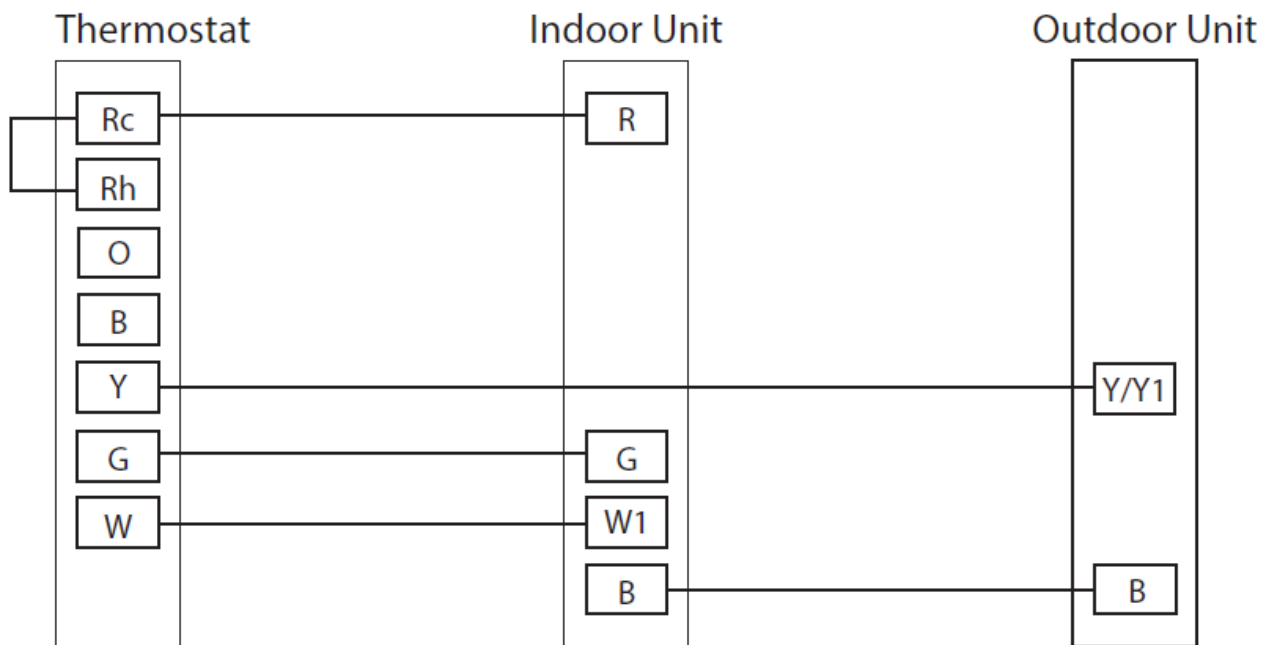 Thermostat Indoor Unit Outdoor Unit
Rc R
Rh
O
B
Y Y/Y1
G G
W W1
B B